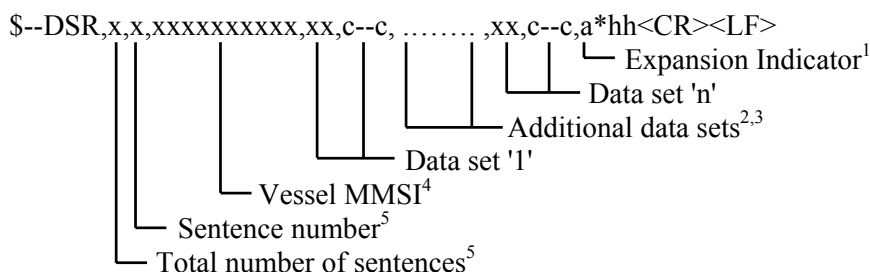 $--DSR,x,x,xxxxxxxxxx,xx,c--c, ........ ,xx,c--c,a*hh<CR><LF>
Expansion Indicator¹
Data set 'n'
Additional data sets²,³
Data set '1'
Vessel MMSI⁴
Sentence number⁵
Total number of sentences⁵